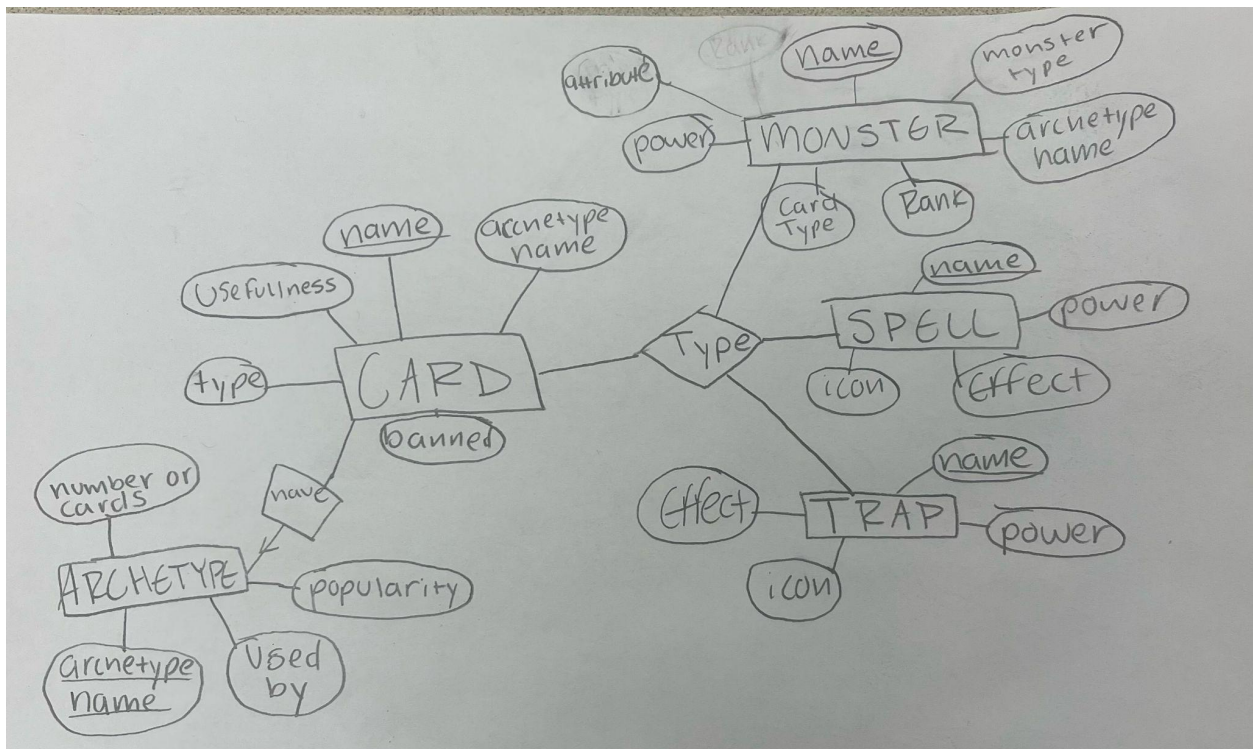 Rank
name
monster
type
attribute
power
MONSTER
archetype
name
Card
Type
Rank
name
archetype
name
Usefullness
name
SPELL
power
Type
type
CARD
icon
Effect
banned
number of
cards
have
name
Effect
TRAP
power
ARCHETYPE
popularity
icon
archetype
name
Used
by